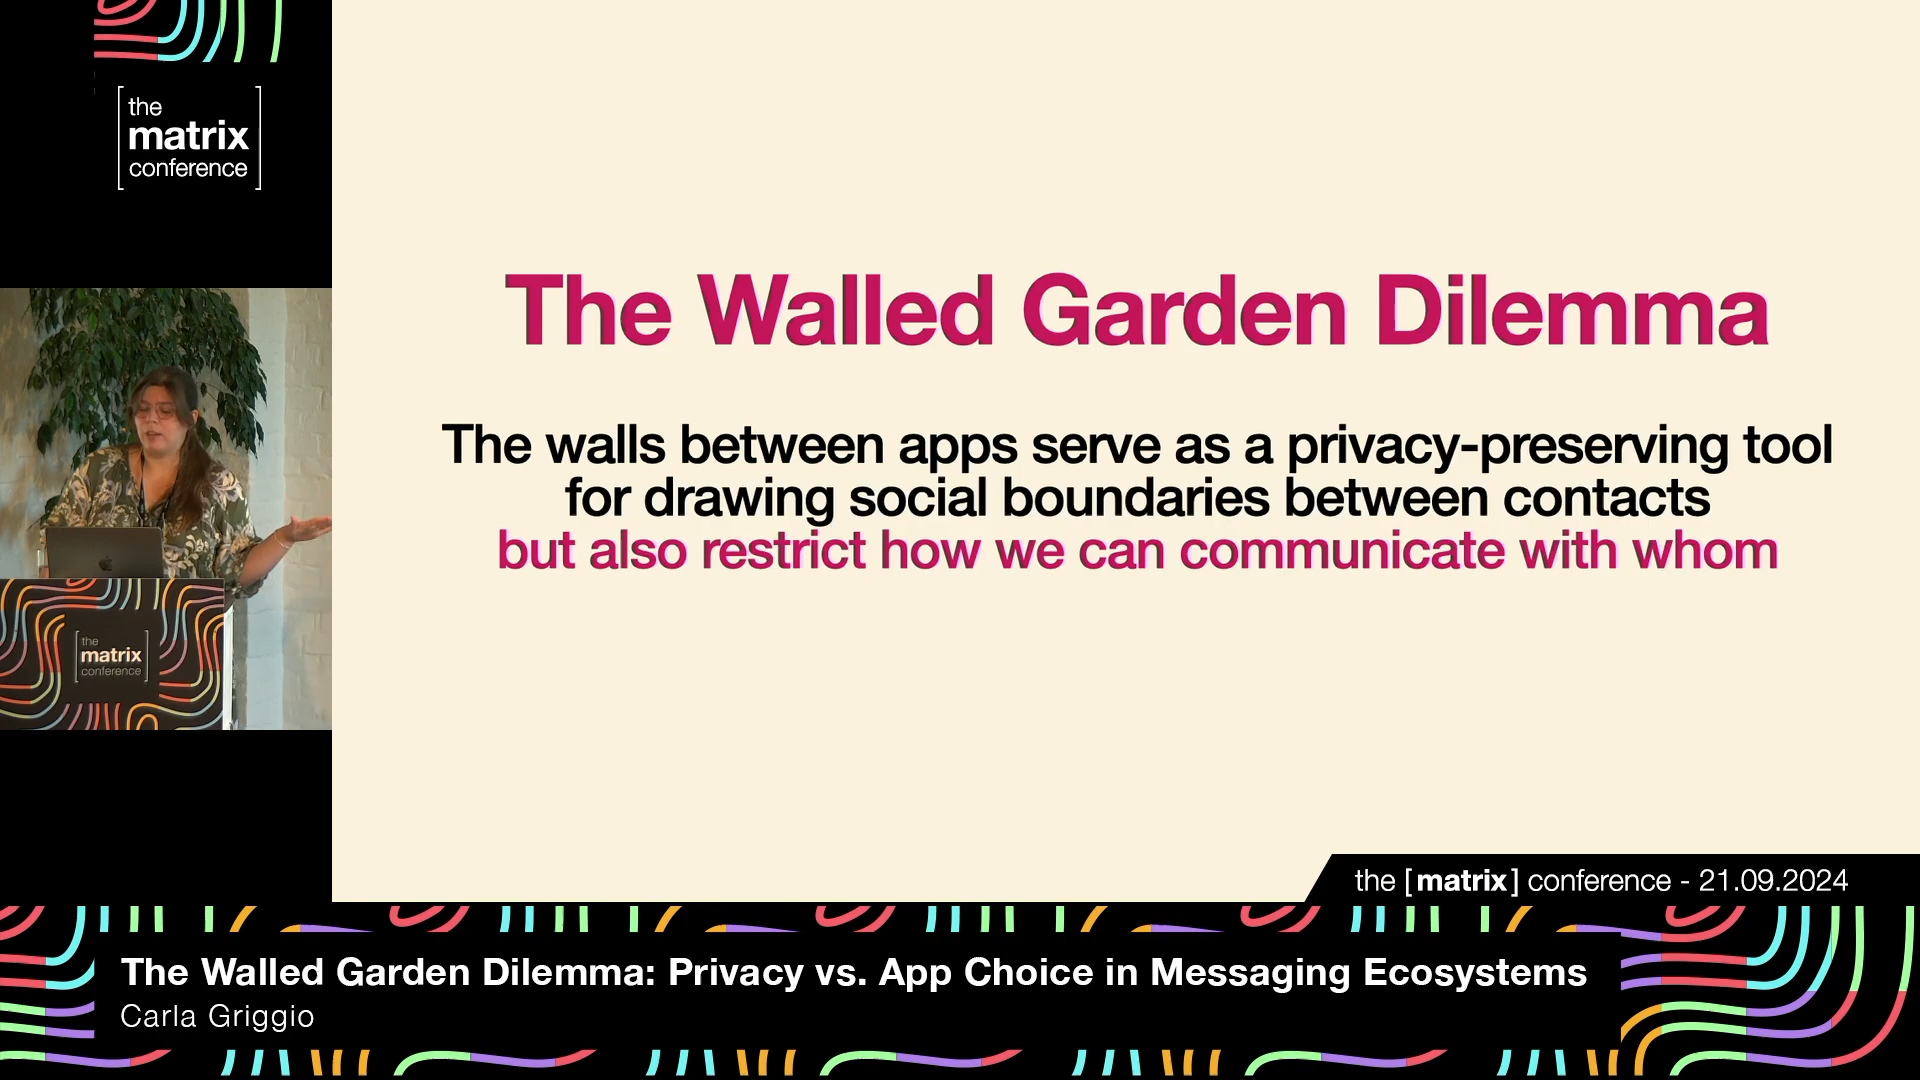 the
matrix
conference
The Walled Garden Dilemma
The walls between apps serve as a privacy-preserving tool
for drawing social boundaries between contacts
but also restrict how we can communicate with whom
the
matrix
conference
the [matrix] conference - 21.09.2024
The Walled Garden Dilemma: Privacy vs. App Choice in Messaging Ecosystems
Carla Griggio